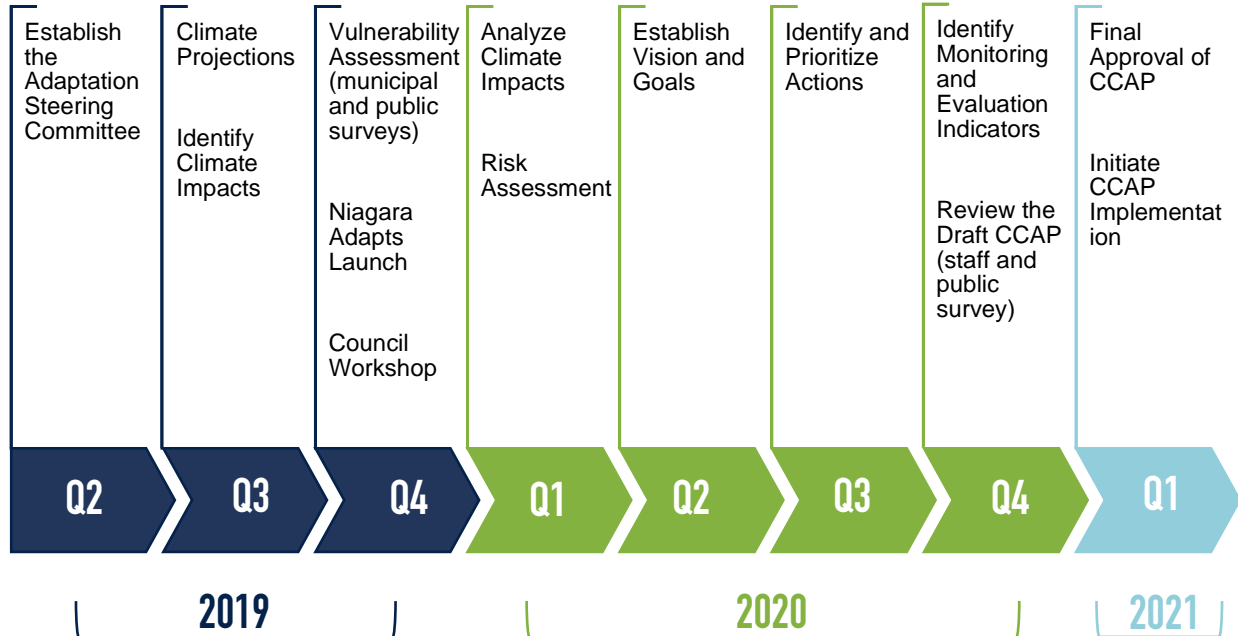 Establish
the
Adaptation
Steering
Committee
Climate
Projections
Identify
Climate
Impacts
Vulnerability
Assessment
(municipal
and public
surveys)
Niagara
Adapts
Launch
Council
Workshop
Analyze
Climate
Impacts
Risk
Assessment
Establish
Vision and
Goals
Identify and
Prioritize
Actions
Identify
Monitoring
and
Evaluation
Indicators
Review the
Draft CCAP
(staff and
public
survey)
Final
Approval of
CCAP
Initiate
CCAP
Implementat
ion
Q2
Q3
Q4
Q1
Q2
Q3
Q4
Q1
2019
2020
2021